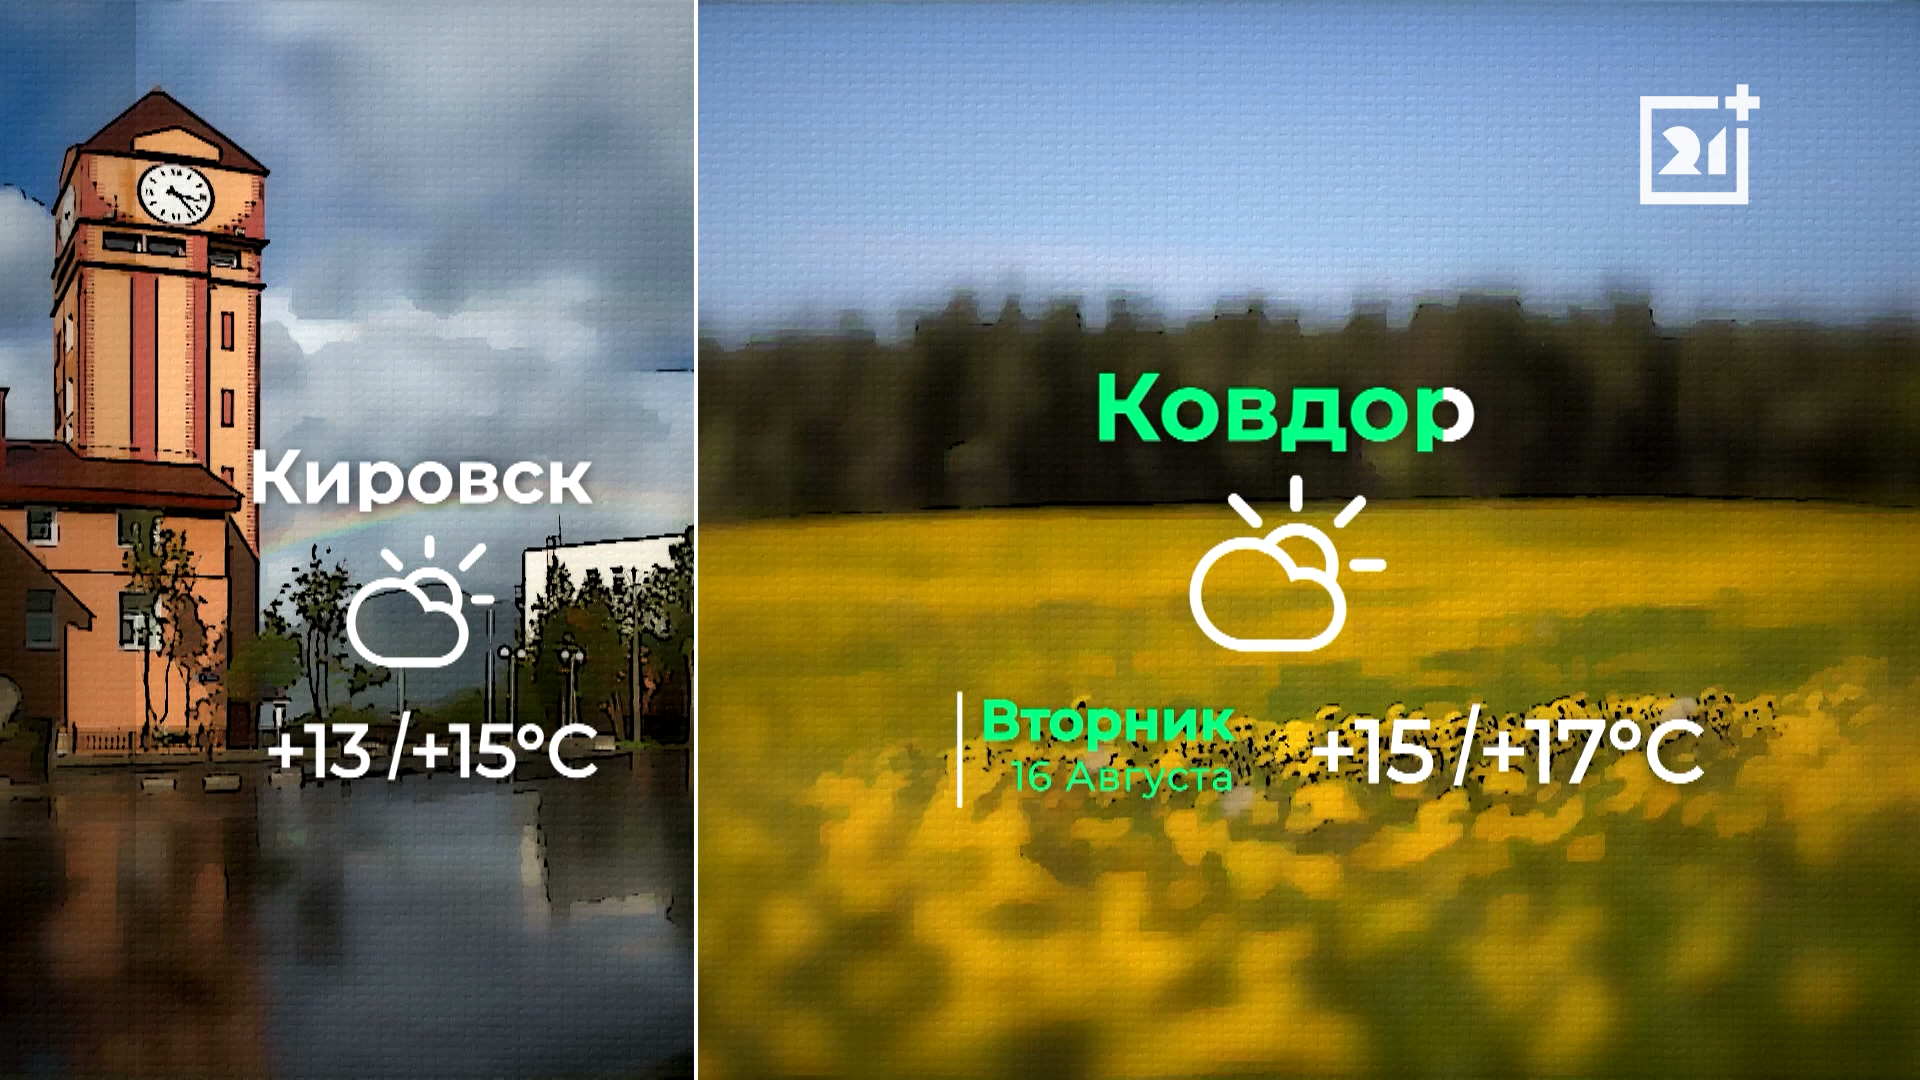 21+
Кировск
+13/+15°C
Ковдор
Вторник
16 Августа
+15/+17°C